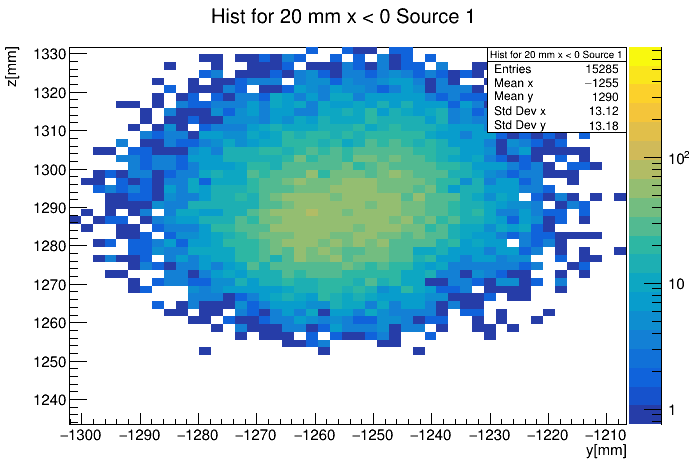 Hist for 20 mm x < 0 Source 1
z[mm]
1330
1320
1310
1300
1290
1280
1270
1260
1250
1240
Hist for 20 mm x < 0 Source 1
Entries 15285
Mean x −1255
Mean y 1290
Std Dev x 13.12
Std Dev y 13.18
10²
10
1
−1300 −1290 −1280 −1270 −1260 −1250 −1240 −1230 −1220 −1210
y[mm]